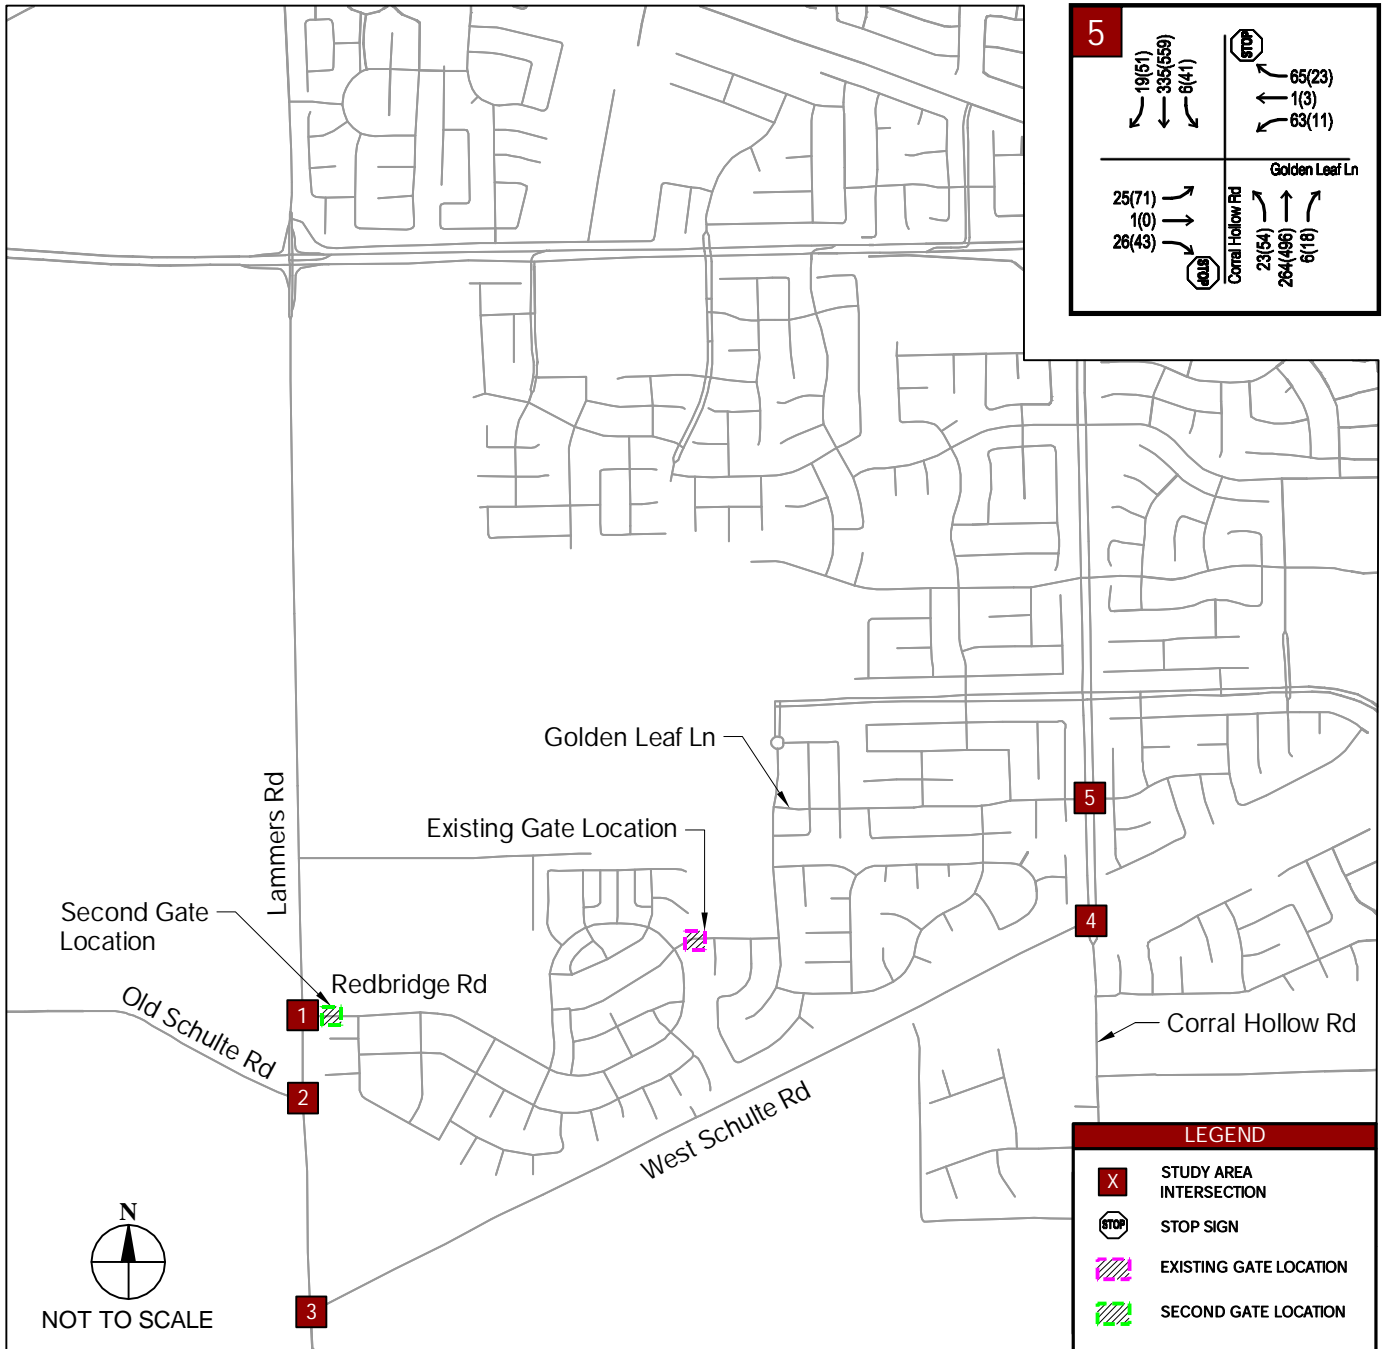 5
19(51)
335(559)
6(41)
STOP
65(23)
1(3)
63(11)
Golden Leaf Ln
25(71)
1(0)
26(43)
STOP
Corral Hollow Rd
23(54)
264(496)
6(18)
Golden Leaf Ln
Lammers Rd
Existing Gate Location
5
Second Gate
Location
4
Redbridge Rd
Old Schulte Rd
1
Corral Hollow Rd
2
West Schulte Rd
3
N
NOT TO SCALE
LEGEND
X
STUDY AREA
INTERSECTION
STOP
STOP SIGN
EXISTING GATE LOCATION
SECOND GATE LOCATION